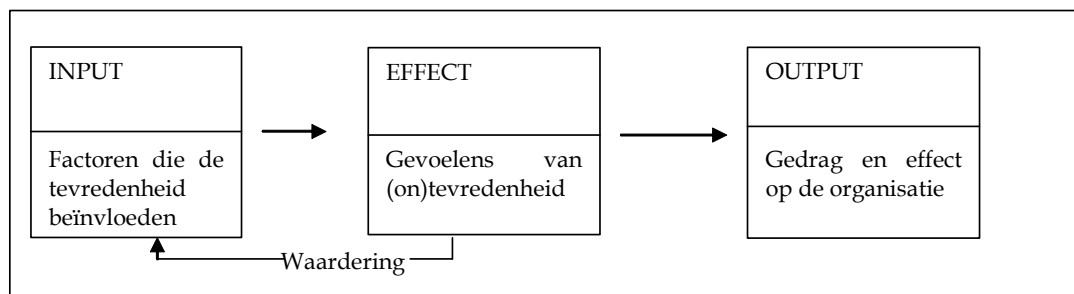 INPUT
Factoren die de
tevredenheid
beïnvloeden
EFFECT
Gevoelens van
(on)tevredenheid
OUTPUT
Gedrag en effect
op de organisatie
Waardering